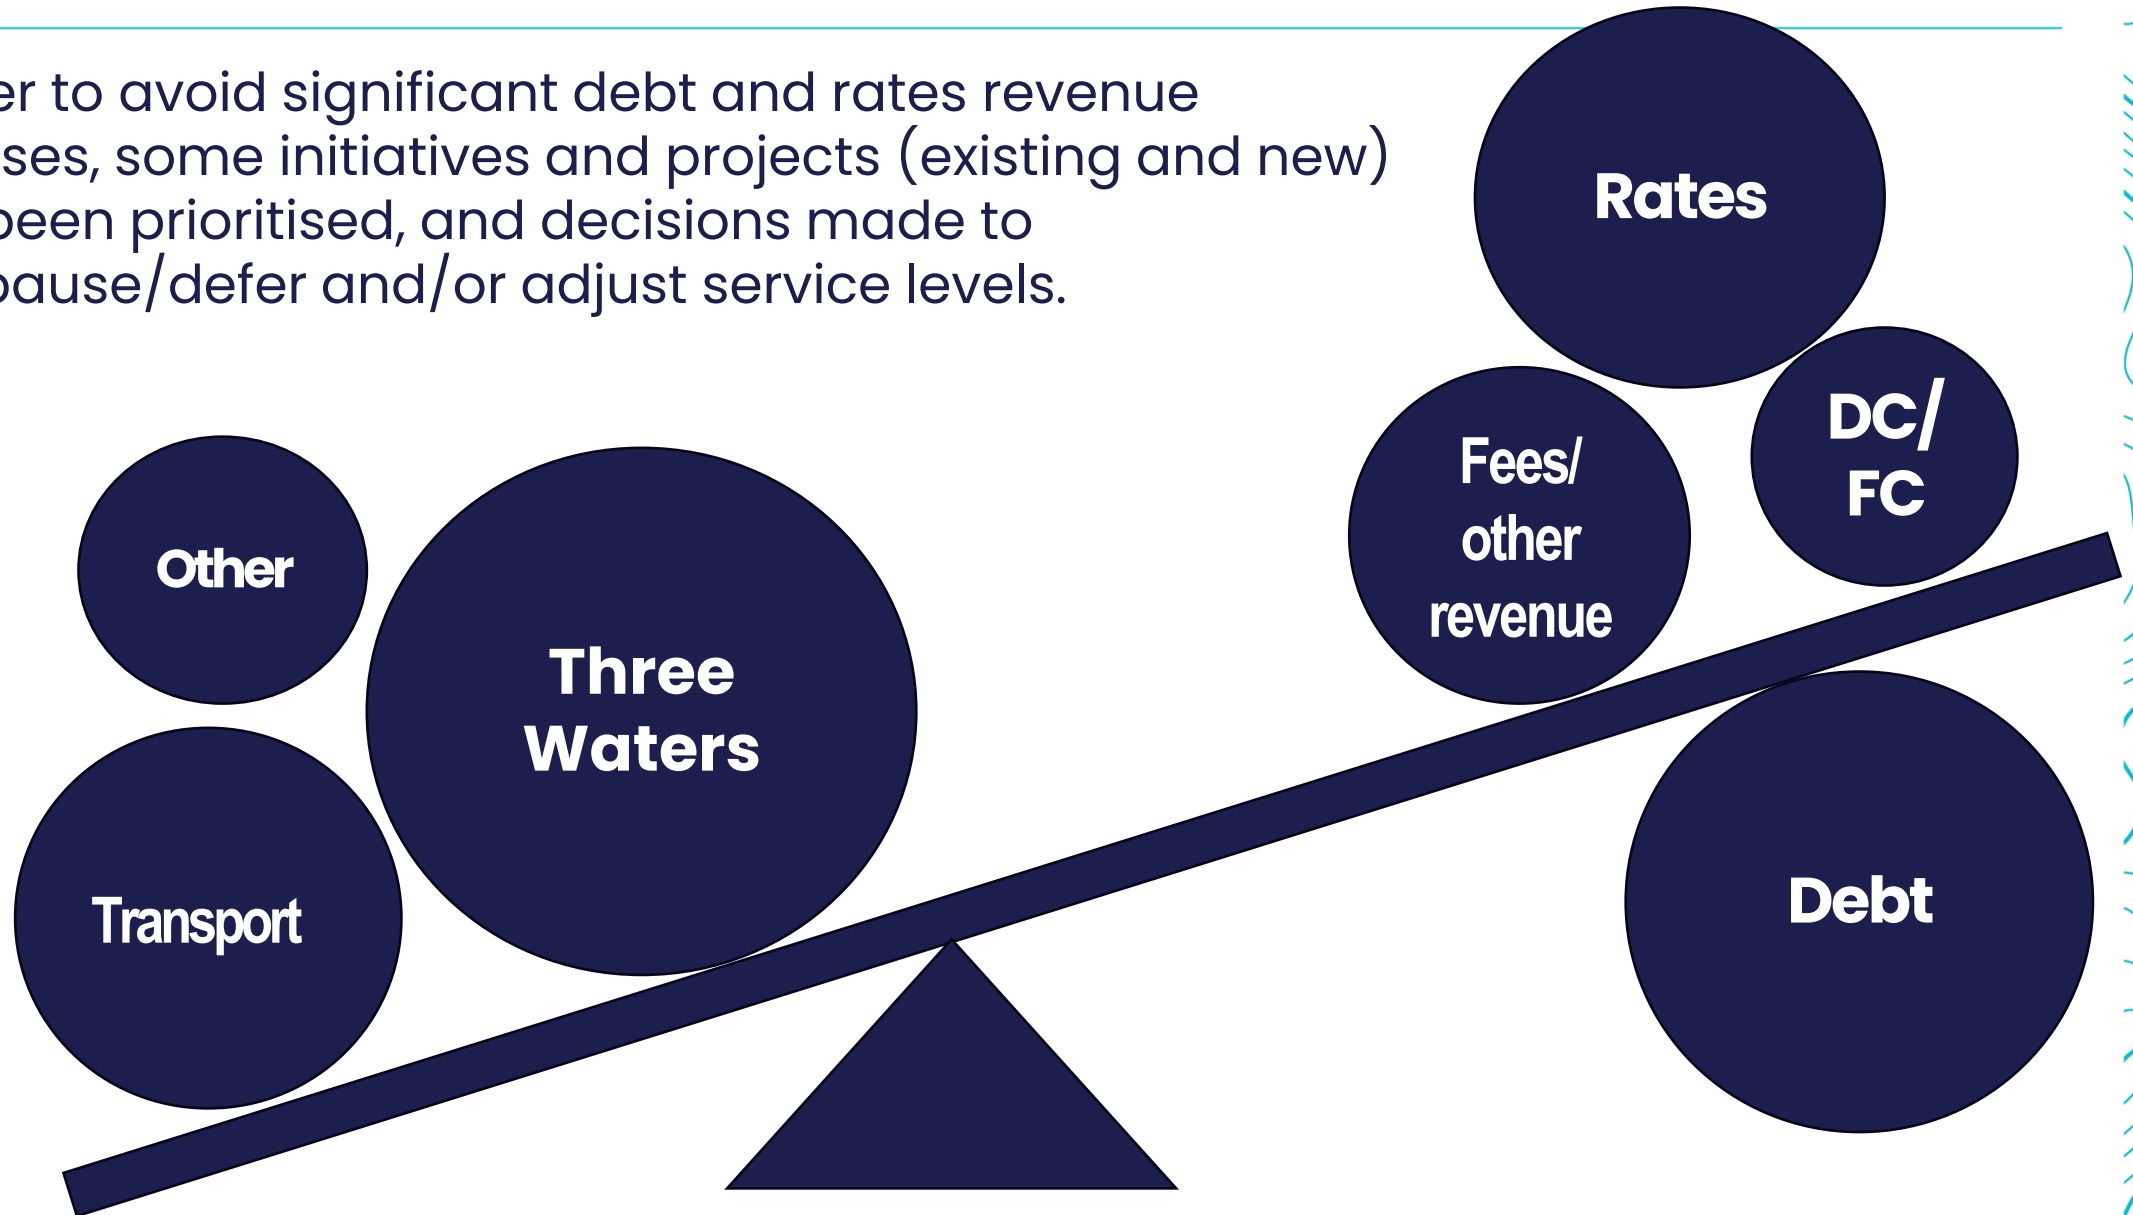 er to avoid significant debt and rates revenue
ses, some initiatives and projects (existing and new)
been prioritised, and decisions made to
pause/defer and/or adjust service levels.
Rates
DC/
FC
Fees/
other
revenue
Other
Three
Waters
Transport
Debt